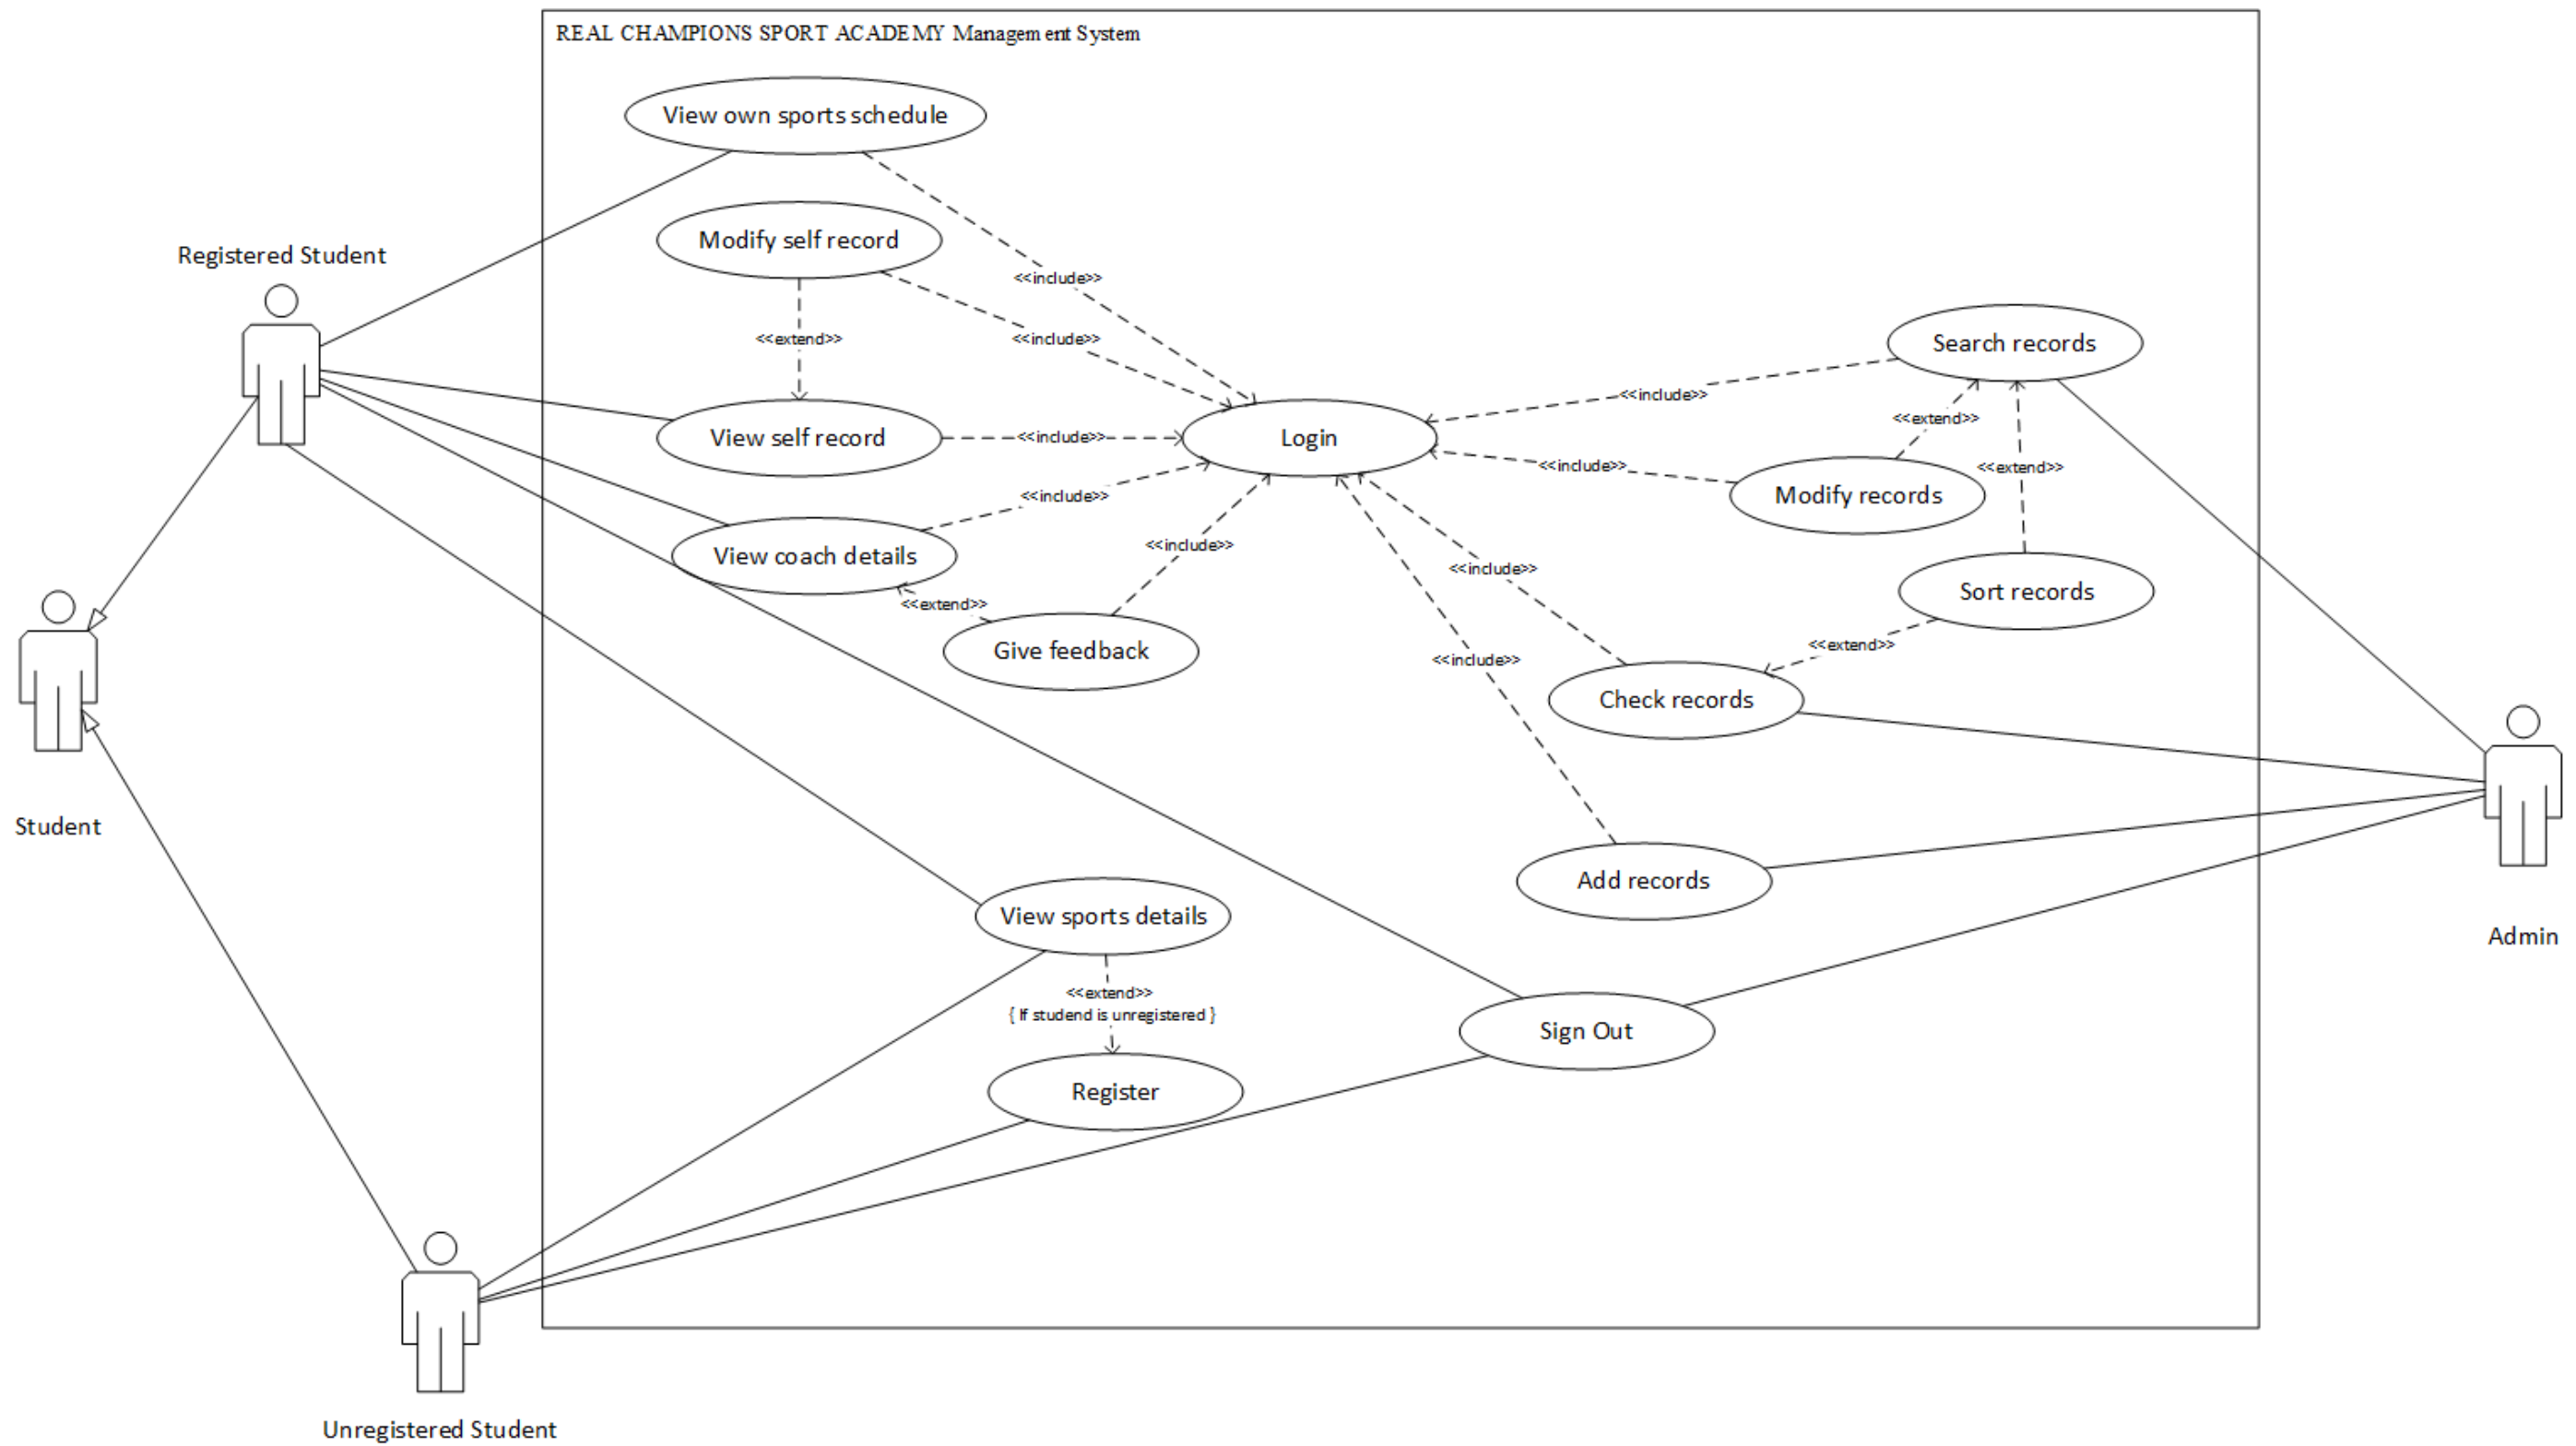 REAL CHAMPIONS SPORT ACADEMY Management System
View own sports schedule
Modify self record
Registered Student
<<include>>
<<include>>
<<extend>>
Search records
<<include>>
<<extend>>
View self record
<<include>>
Login
<<include>>
<<extend>>
Modify records
<<include>>
<<include>>
View coach details
<<include>>
Sort records
<<extend>>
<<extend>>
Give feedback
<<include>>
Check records
Student
Add records
View sports details
Admin
<<extend>>
{ If studend is unregistered }
Sign Out
Register
Unregistered Student